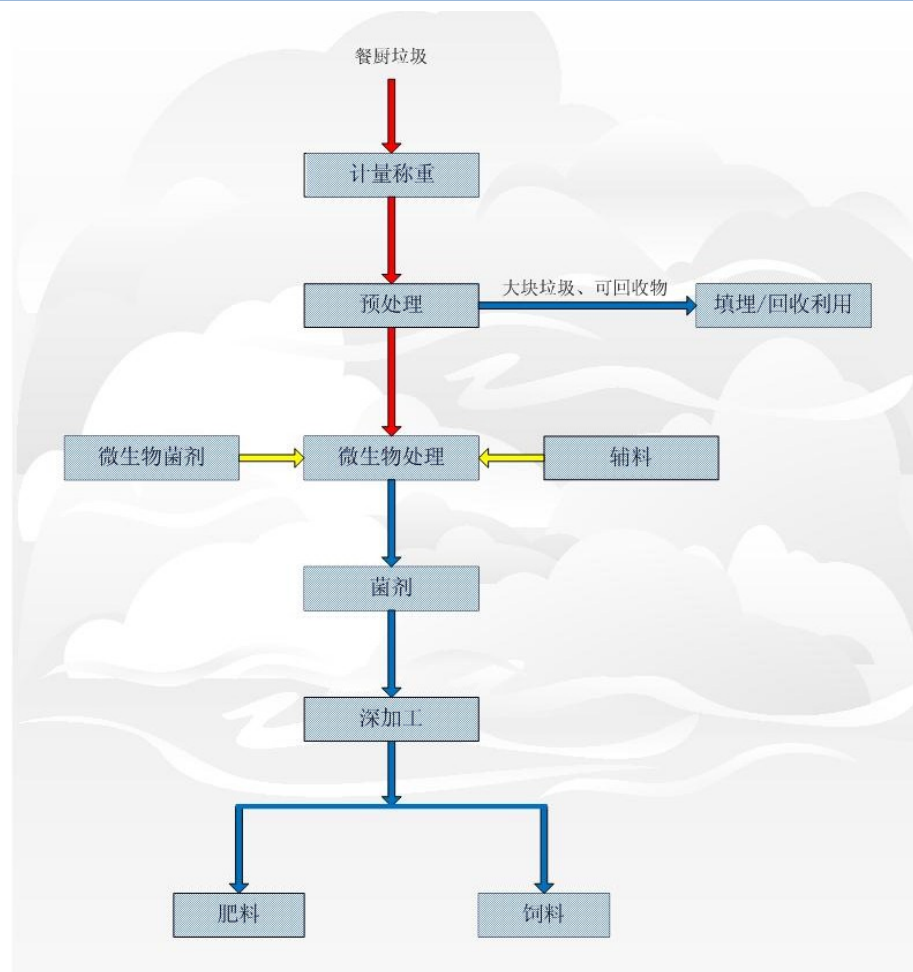 餐厨垃圾
计量称重
预处理
大块垃圾、可回收物
填埋/回收利用
微生物菌剂
微生物处理
辅料
菌剂
深加工
肥料
饲料